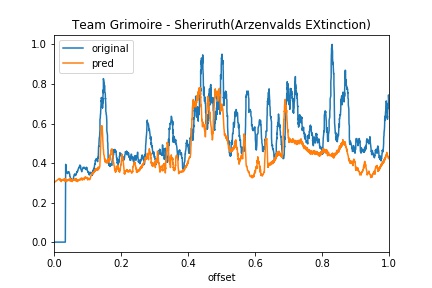 Team Grimoire - Sheriruth(Arzenvalds EXtinction)
original
pred
1.0
0.8
0.6
0.4
0.2
0.0
0.0 0.2 0.4 0.6 0.8 1.0
offset